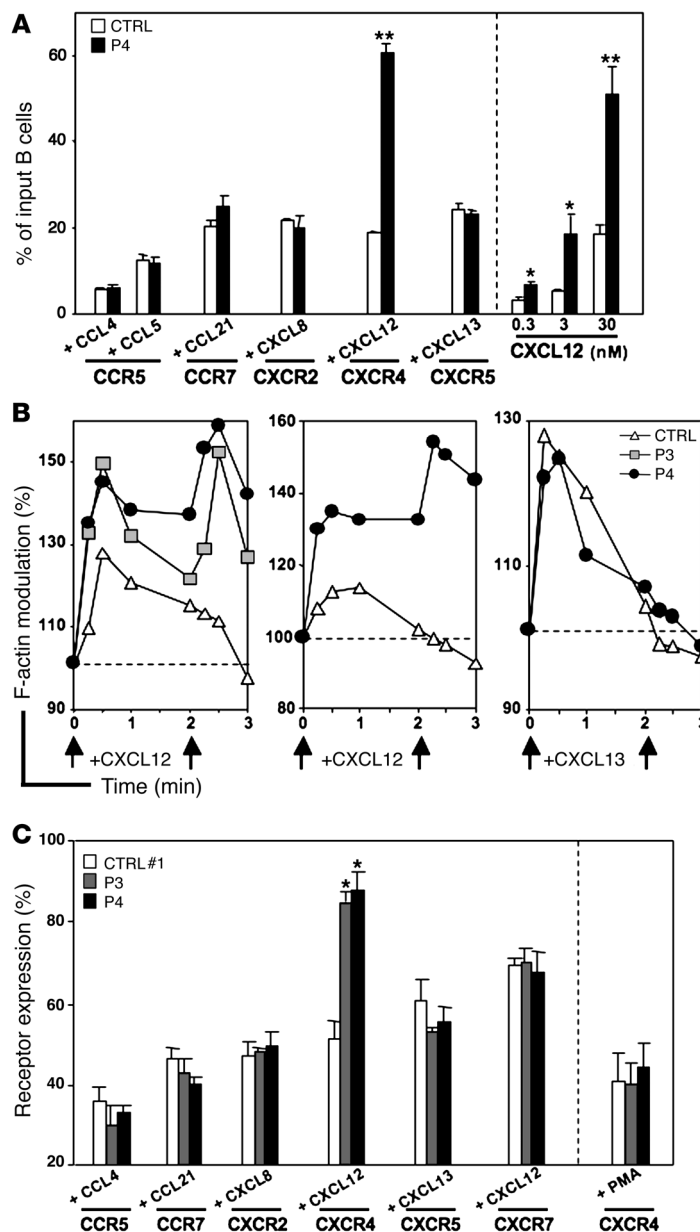 A
CTRL
P4
% of input B cells
60
40
20
0
+ CCL4
+ CCL5
+ CCL21
+ CXCL8
+ CXCL12
+ CXCL13
0.3 3 30
CCR5 CCR7 CXCR2 CXCR4 CXCR5
CXCL12 (nM)
** * * **
B
F-actin modulation (%)
150
130
110
90
0 1 2 3
+CXCL12
160
140
120
100
80
0 1 2 3
+CXCL12
130
110
90
0 1 2 3
+CXCL13
CTRL
P3
P4
Time (min)
C
CTRL#1
P3
P4
Receptor expression (%)
100
80
60
40
20
* *
+ CCL4
+ CCL21
+ CXCL8
+ CXCL12
+ CXCL13
+ CXCL12
+ PMA
CCR5 CCR7 CXCR2 CXCR4 CXCR5 CXCR7 CXCR4